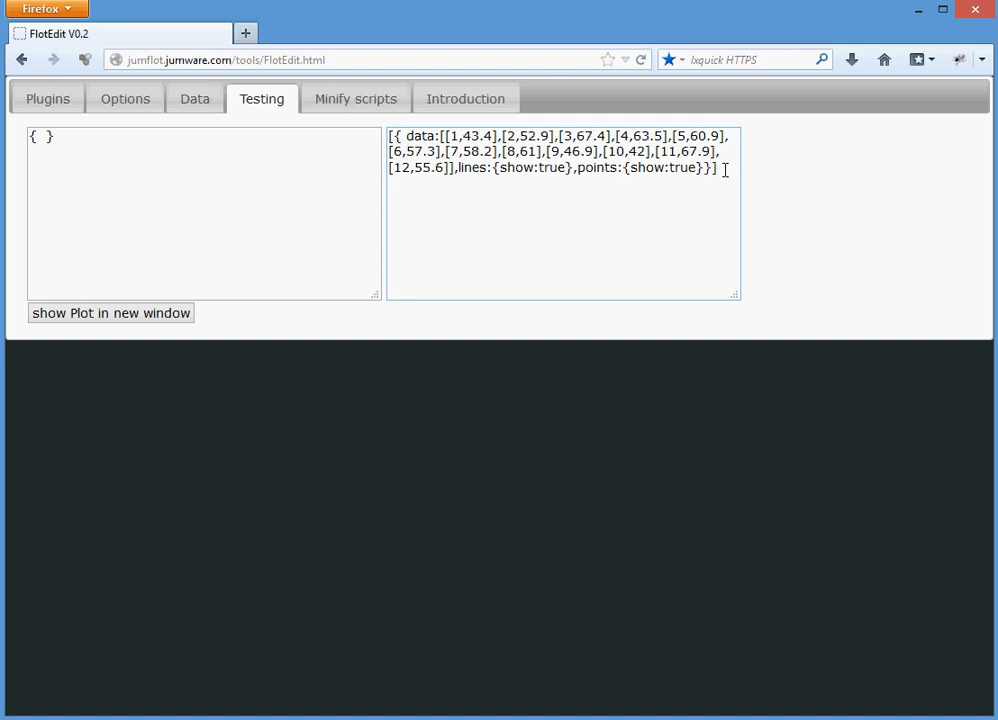 Firefox
FlotEdit V0.2
jumflot.jumware.com/tools/FlotEdit.html
Ixquick HTTPS
Plugins
Options
Data
Testing
Minify scripts
Introduction
{ }
[{ data:[[1,43.4],[2,52.9],[3,67.4],[4,63.5],[5,60.9],
[6,57.3],[7,58.2],[8,61],[9,46.9],[10,42],[11,67.9],
[12,55.6]],lines:{show:true},points:{show:true}}]
show Plot in new window